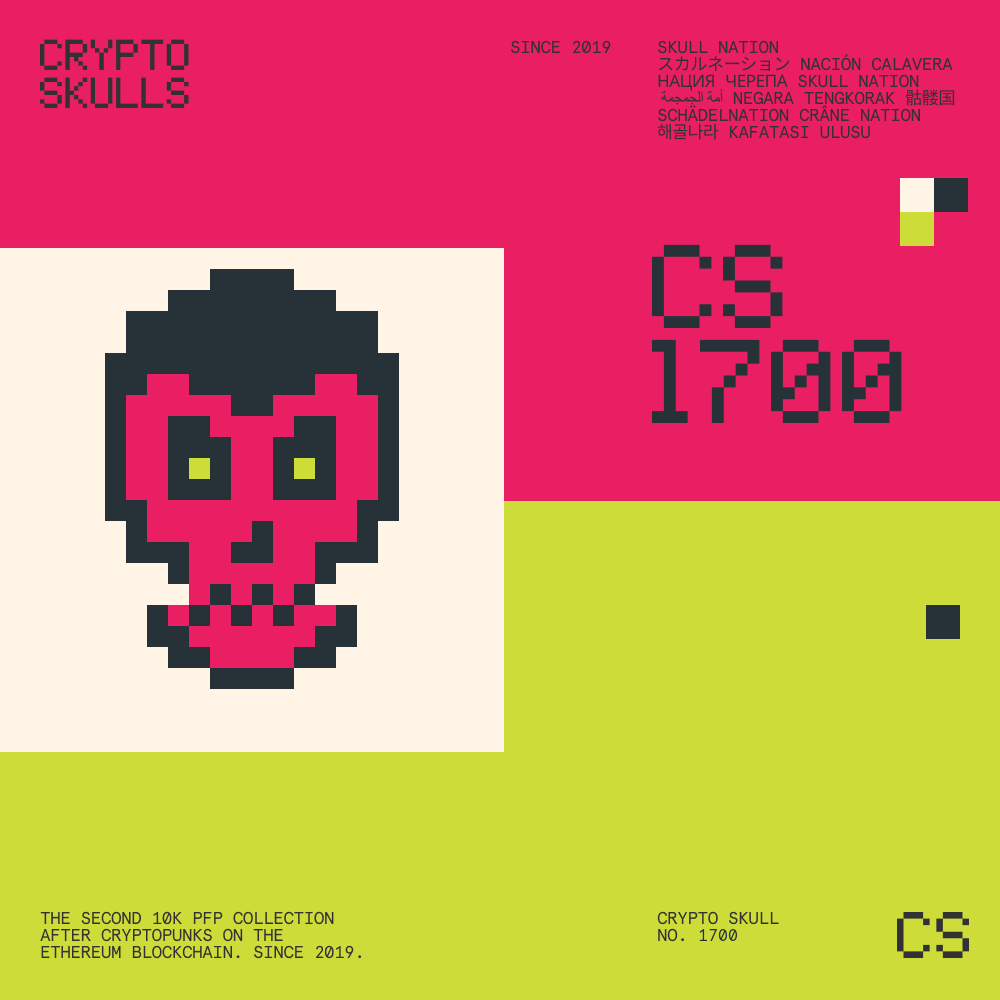 CRYPTO
SKULLS
SINCE 2019
SKULL NATION
スカルネーション NACIÓN CALAVERA
НАЦИЯ ЧЕРЕПА SKULL NATION
أمة الجمجمة NEGARA TENGKORAK 骷髅国
SCHÄDELNATION CRÂNE NATION
해골나라 KAFATASI ULUSU
CS
1700
THE SECOND 10K PFP COLLECTION
AFTER CRYPTOPUNKS ON THE
ETHEREUM BLOCKCHAIN. SINCE 2019.
CRYPTO SKULL
NO. 1700
CS